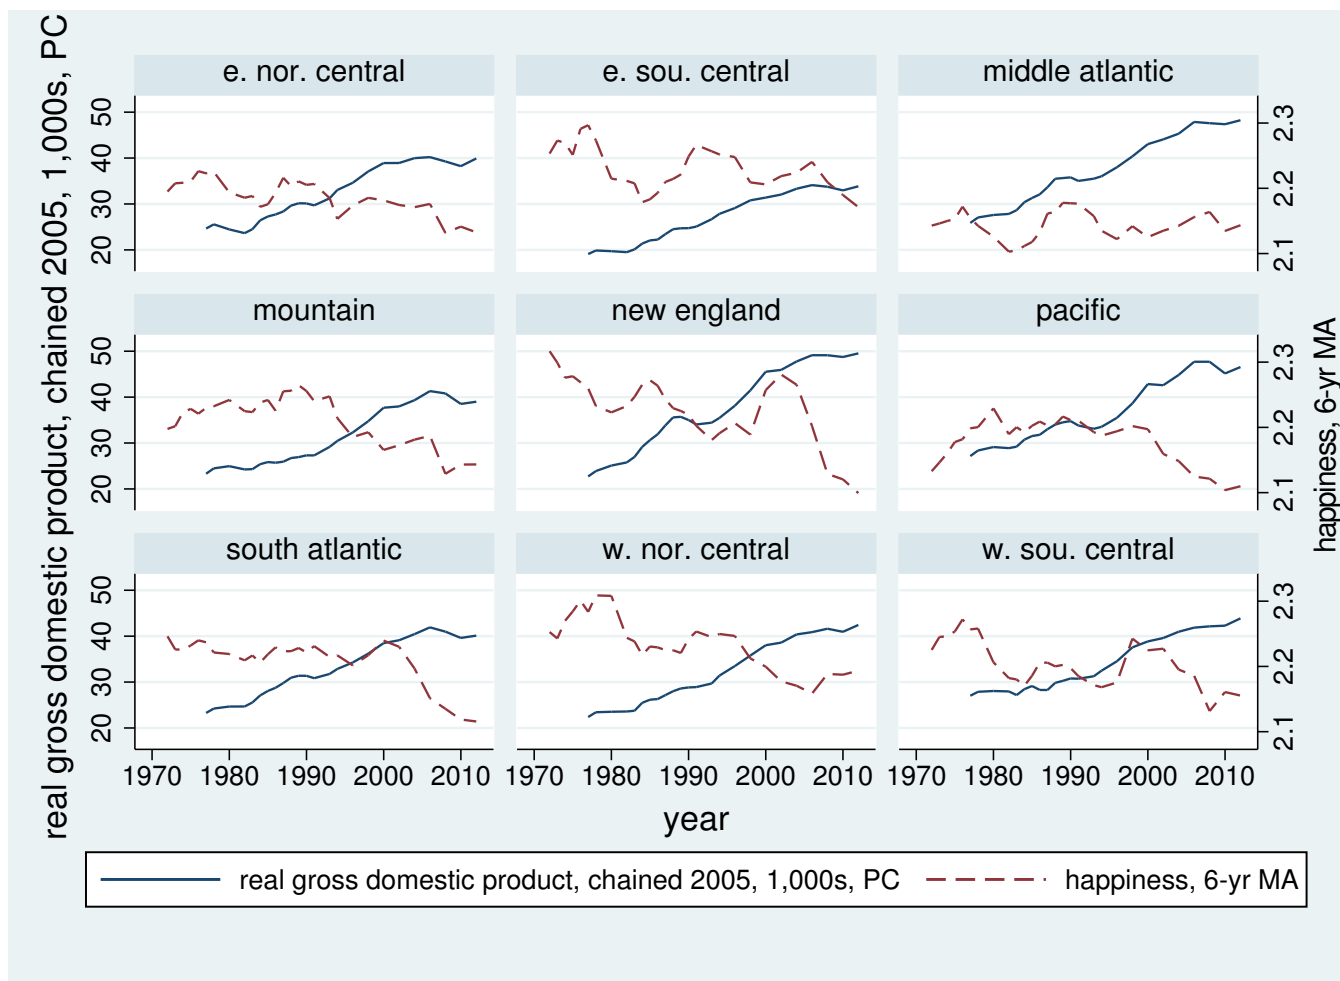 real gross domestic product, chained 2005, 1,000s, PC
e. nor. central
e. sou. central
middle atlantic
50
40
30
20
2.3
2.2
2.1
mountain
new england
pacific
50
40
30
20
2.3
2.2
2.1
happiness, 6-yr MA
south atlantic
w. nor. central
w. sou. central
50
40
30
20
2.3
2.2
2.1
1970 1980 1990 2000 2010
1970 1980 1990 2000 2010
1970 1980 1990 2000 2010
year
real gross domestic product, chained 2005, 1,000s, PC
happiness, 6-yr MA